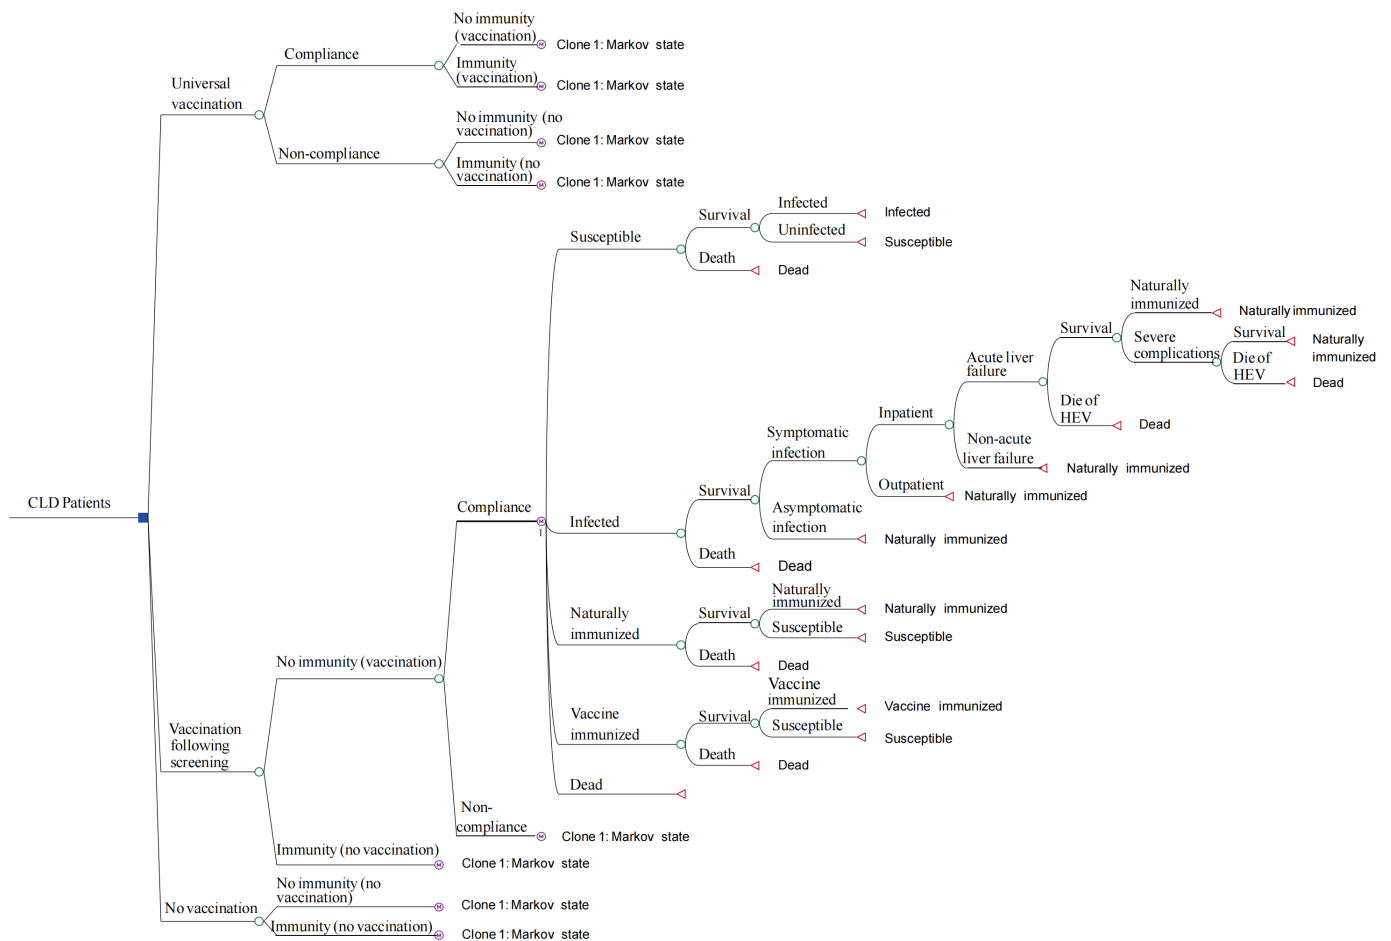 No immunity
(vaccination)
Clone 1: Markov state
Compliance
Immunity
(vaccination)
Clone 1: Markov state
Universal
vaccination
No immunity (no
vaccination)
Clone 1: Markov state
Non-compliance
Immunity (no
vaccination)
Clone 1: Markov state
Susceptible
Survival
Infected
Infected
Uninfected
Susceptible
Death
Dead
CLD Patients
Compliance
M
1
Infected
Survival
Symptomatic
infection
Inpatient
Acute liver
failure
Survival
Naturally
immunized
Naturally immunized
Severe
complications
Survival
Naturally
immunized
Die of
HEV
Dead
Die of
HEV
Dead
Non-acute
liver failure
Naturally immunized
Outpatient
Naturally immunized
Asymptomatic
infection
Naturally immunized
Death
Dead
Naturally
immunized
Survival
Naturally
immunized
Naturally immunized
Susceptible
Susceptible
Death
Dead
Vaccine
immunized
Survival
Vaccine
immunized
Vaccine immunized
Susceptible
Susceptible
Death
Dead
Dead
No immunity (vaccination)
Vaccination
following
screening
Non-
compliance
Clone 1: Markov state
Immunity (no vaccination)
Clone 1: Markov state
No vaccination
No immunity (no
vaccination)
Clone 1: Markov state
Immunity (no vaccination)
Clone 1: Markov state